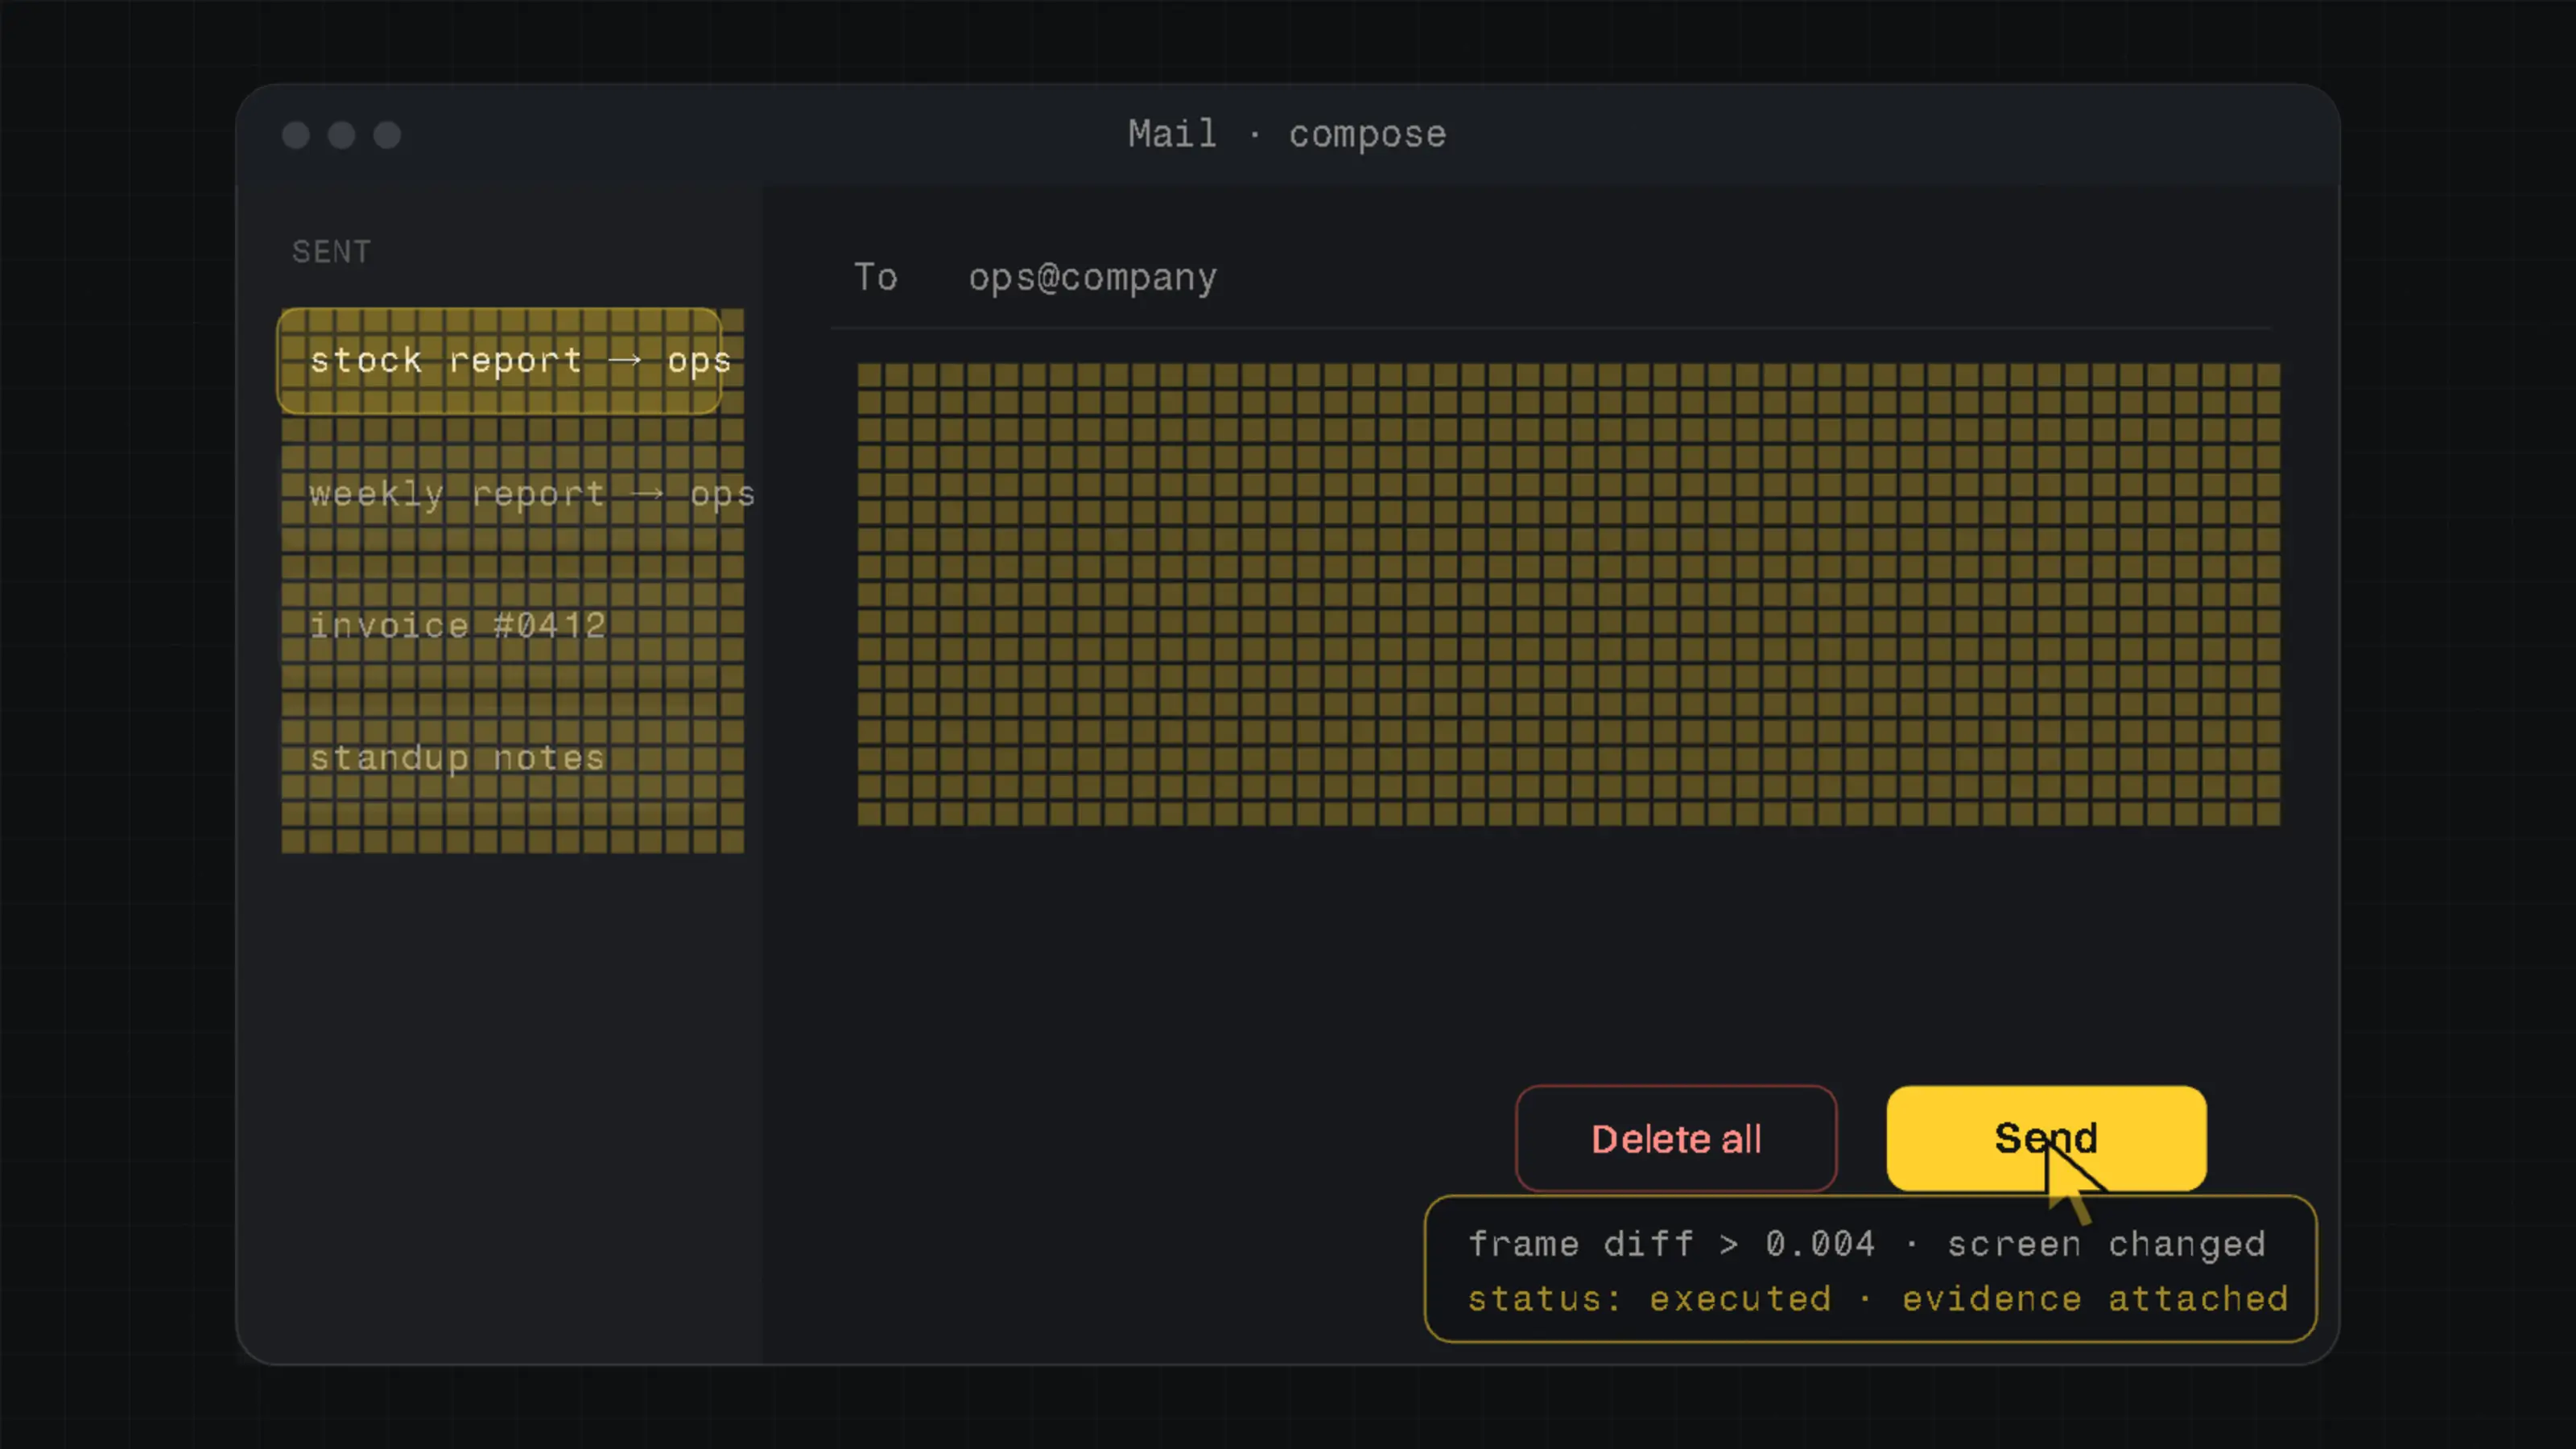 Mail · compose
SENT
stock report → ops
weekly report → ops
invoice #0412
standup notes
To ops@company
Delete all
Send
frame diff > 0.004 · screen changed
status: executed · evidence attached